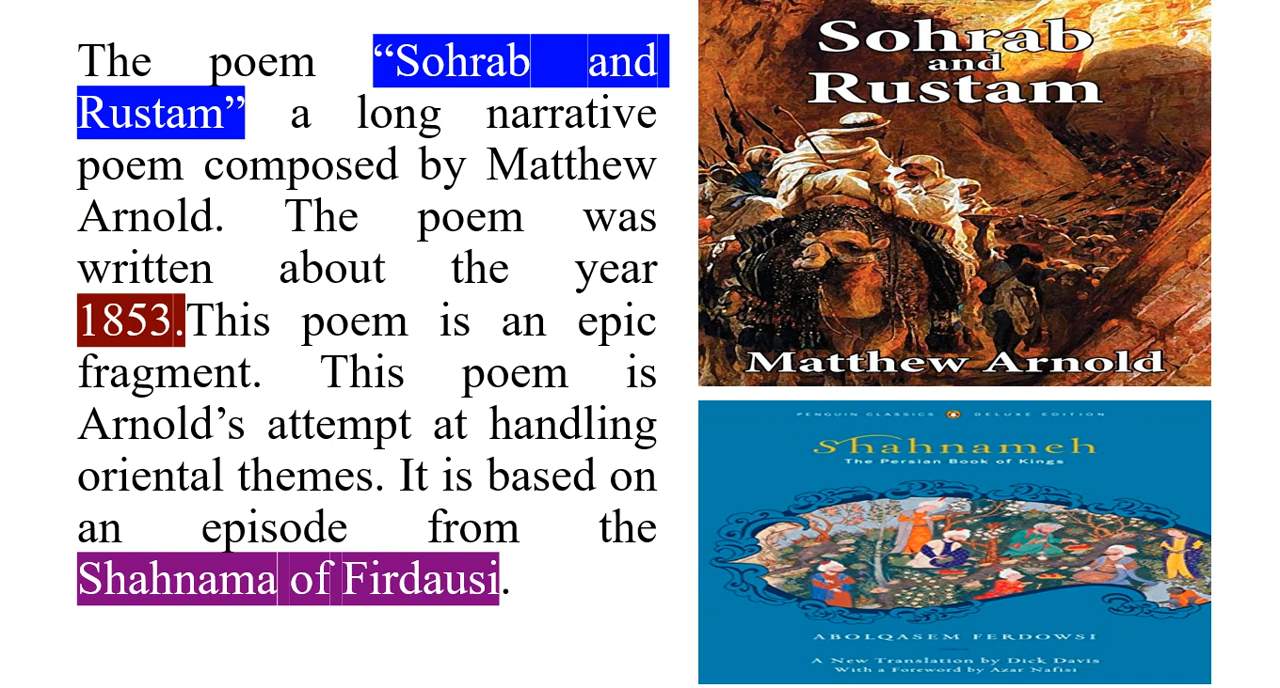 The poem “Sohrab and
Rustam” a long narrative
poem composed by Matthew
Arnold. The poem was
written about the year
1853.This poem is an epic
fragment. This poem is
Arnold’s attempt at handling
oriental themes. It is based on
an episode from the
Shahnama of Firdausi.
Sohrab
and
Rustam
Matthew Arnold
PENGUIN CLASSICS DELUXE EDITION
shahnameh
The Persian Book of Kings
ABOLQASEM FERDOWSI
A New Translation by Dick Davis
With a Foreword by Azar Nafisi